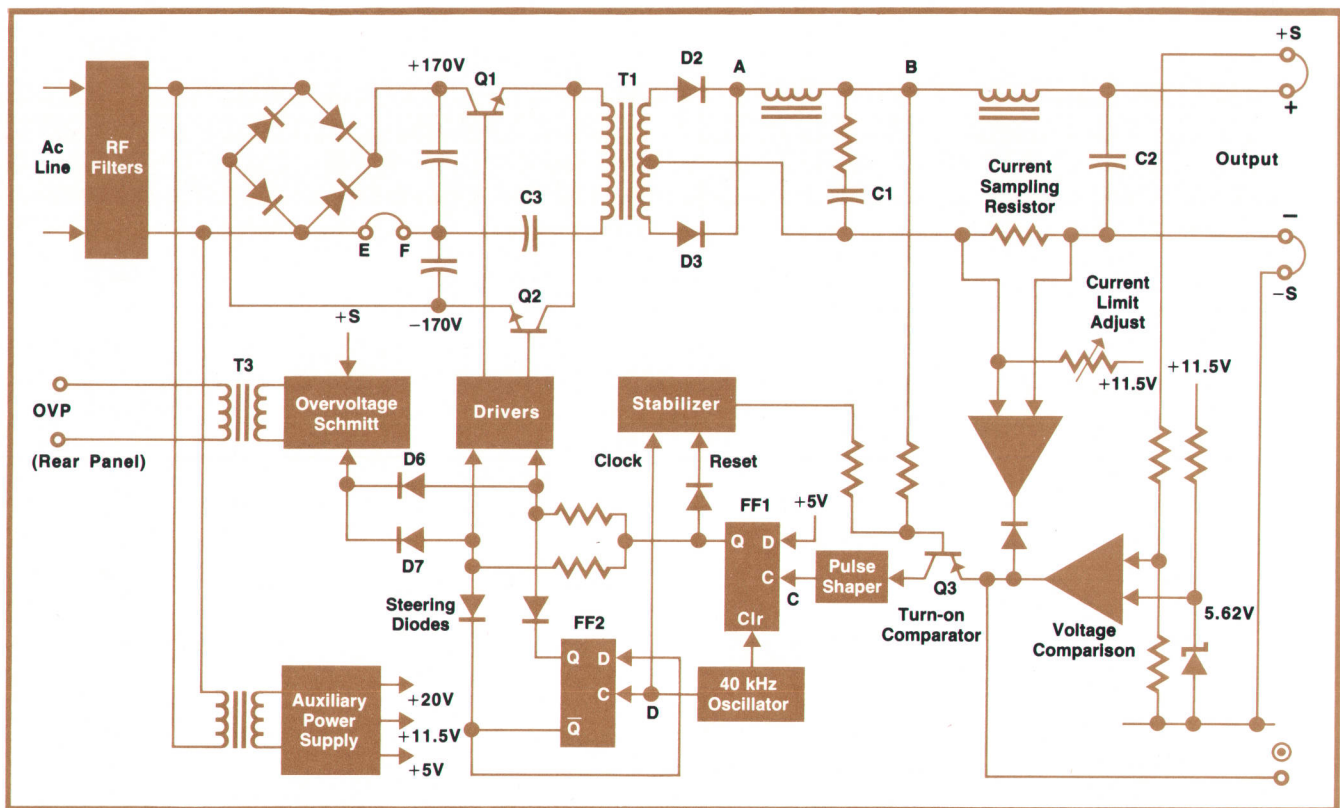 +S
+170V
Q1
T1
D2
A
B
+
Ac
Line
RF
Filters
E
F
C3
D3
C1
Current
Sampling
Resistor
C2
Output
−
−S
Q2
−170V
+S
Current
Limit
Adjust
+11.5V
+11.5V
T3
OVP
(Rear Panel)
Overvoltage
Schmitt
Drivers
Stabilizer
Clock
Reset
D6
D7
+5V
FF1
Q
D
C
Clr
C
Pulse
Shaper
Q3
Turn-on
Comparator
Voltage
Comparison
5.62V
Steering
Diodes
FF2
Q
D
C
Q̅
D
40 kHz
Oscillator
Auxiliary
Power
Supply
+20V
+11.5V
+5V